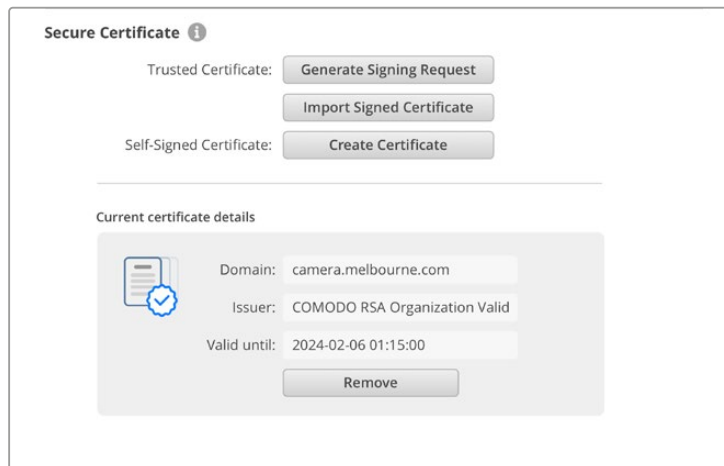 Secure Certificate
Trusted Certificate: Generate Signing Request
Import Signed Certificate
Self-Signed Certificate: Create Certificate
Current certificate details
Domain: camera.melbourne.com
Issuer: COMODO RSA Organization Valid
Valid until: 2024-02-06 01:15:00
Remove